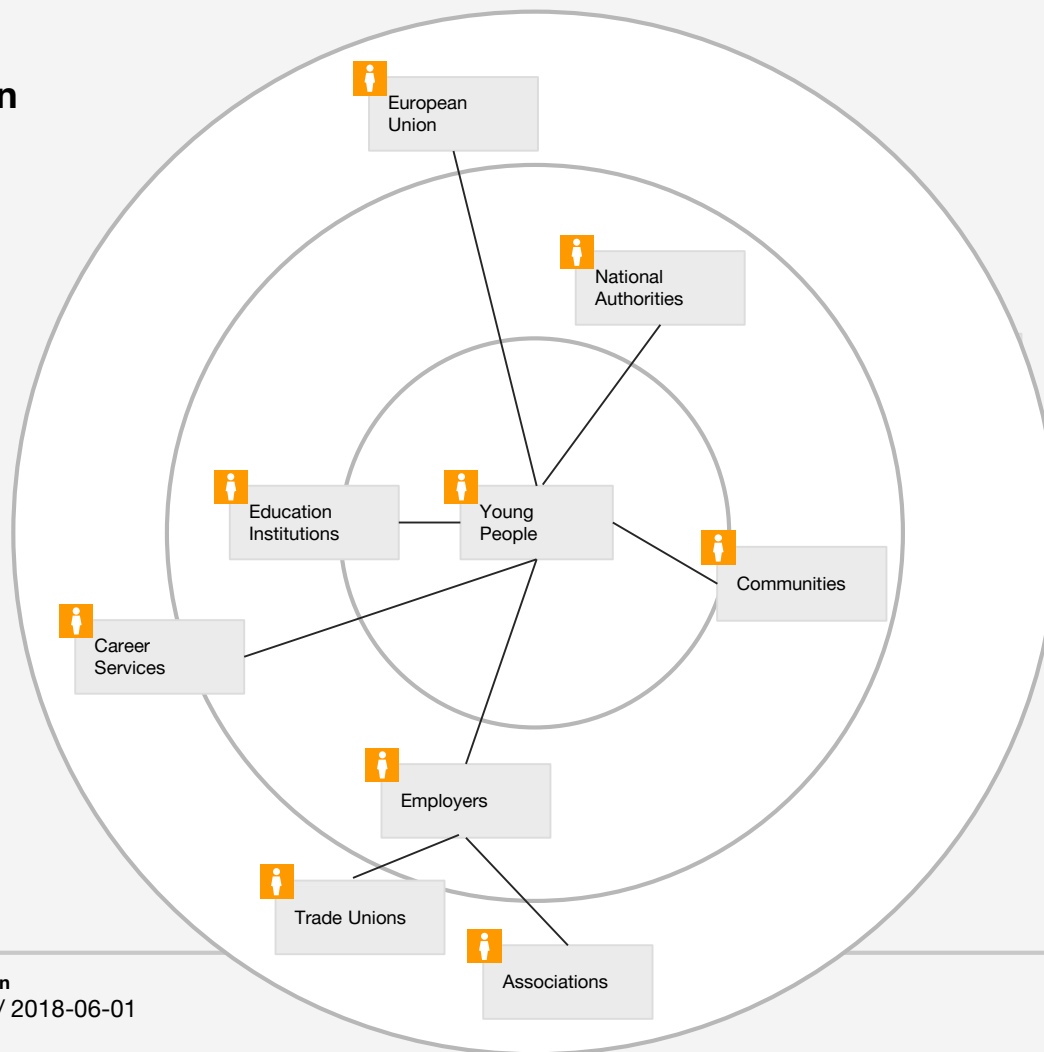 n
European
Union
National
Authorities
Education
Institutions
Young
People
Communities
Career
Services
Employers
Trade Unions
Associations
n
/ 2018-06-01